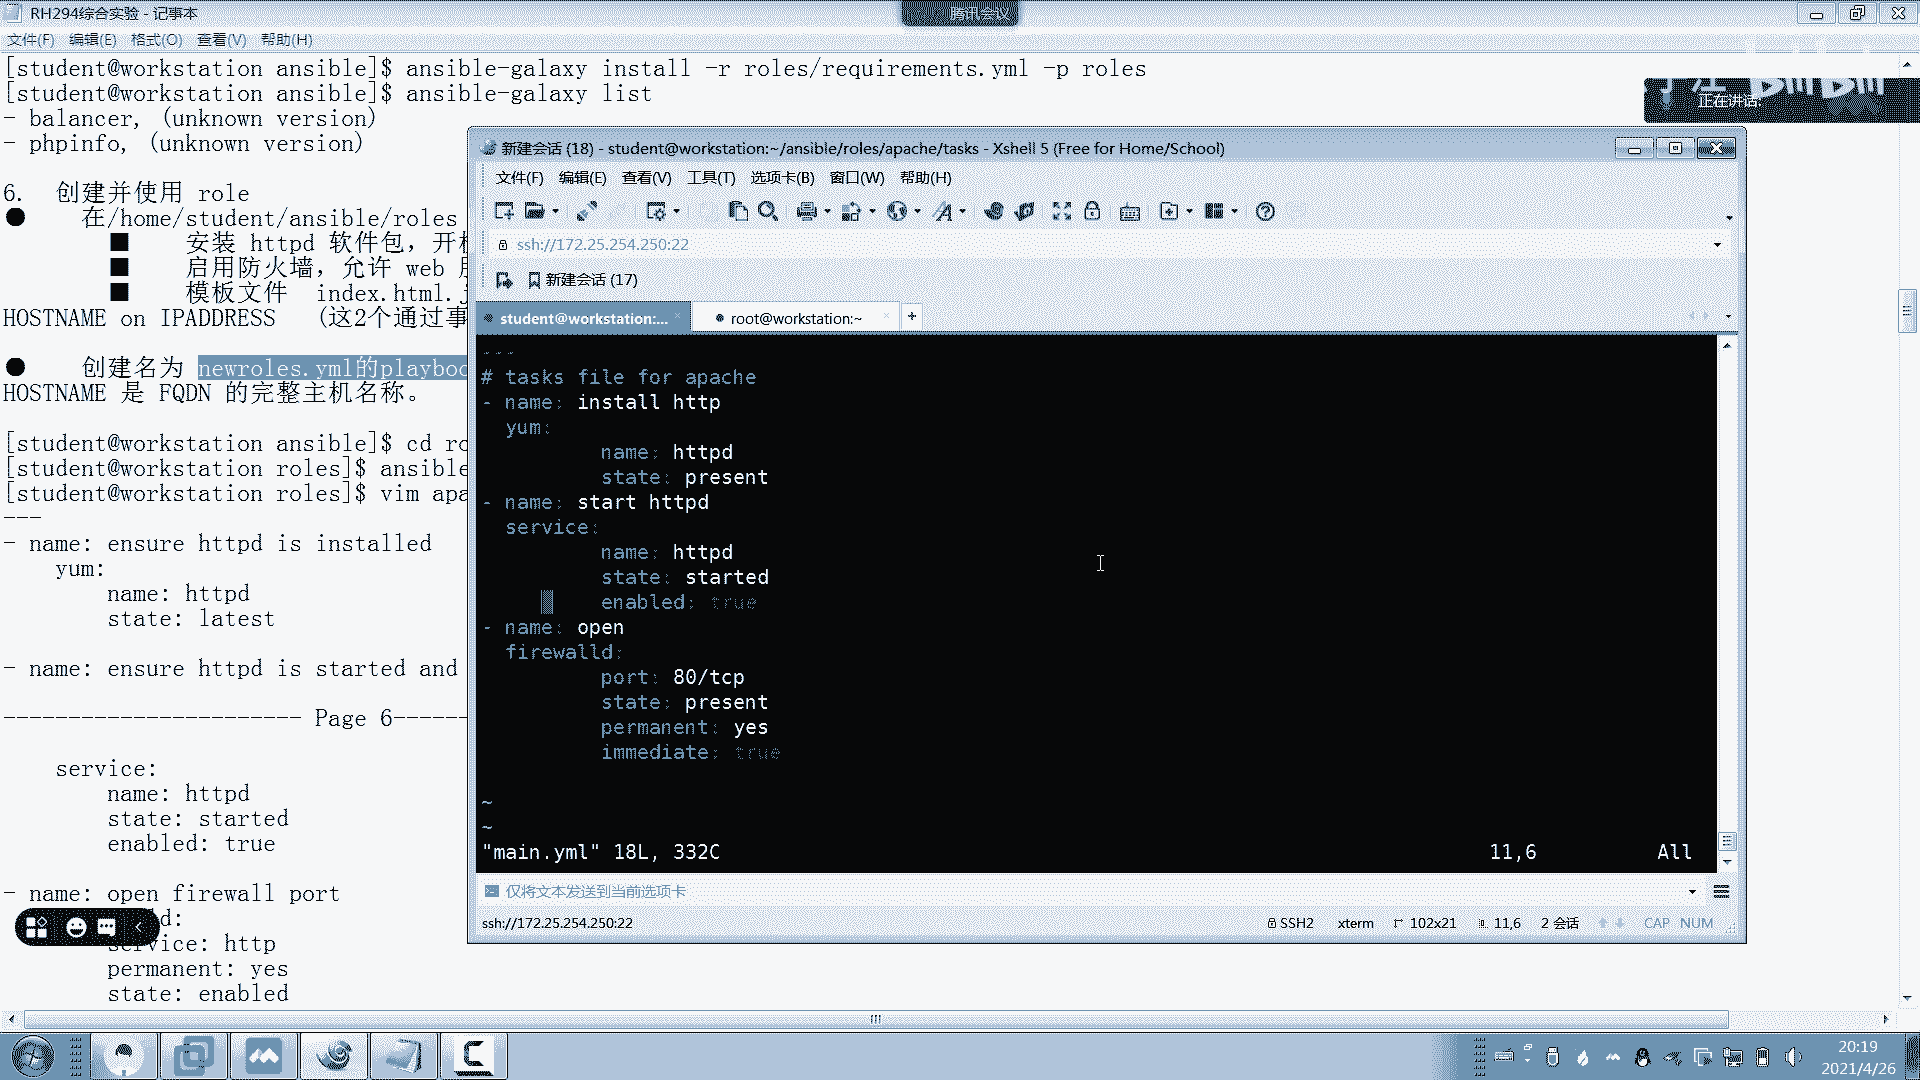 RH294综合实验 - 记事本
腾讯会议
文件(F) 编辑(E) 格式(O) 查看(V) 帮助(H)
[student@workstation ansible]$ ansible-galaxy install -r roles/requirements.yml -p roles
[student@workstation ansible]$ ansible-galaxy list
- balancer, (unknown version)
- phpinfo, (unknown version)
正在讲话:
6. 创建并使用 role
● 在/home/student/ansible/roles
■ 安装 httpd 软件包，开
■ 启用防火墙，允许 web
■ 模板文件 index.html.
HOSTNAME on IPADDRESS （这2个通过事
● 创建名为 newroles.yml的playboo
HOSTNAME 是 FQDN 的完整主机名称。
[student@workstation ansible]$ cd ro
[student@workstation roles]$ ansible
[student@workstation roles]$ vim apa
---
- name: ensure httpd is installed
yum:
name: httpd
state: latest
- name: ensure httpd is started and
----------------------- Page 6------
service:
name: httpd
state: started
enabled: true
- name: open firewall port
d:
service: http
permanent: yes
state: enabled
新建会话 (18) - student@workstation:~/ansible/roles/apache/tasks - Xshell 5 (Free for Home/School)
文件(F) 编辑(E) 查看(V) 工具(T) 选项卡(B) 窗口(W) 帮助(H)
ssh://172.25.254.250:22
新建会话 (17)
student@workstation:... × root@workstation:~ × +
---
# tasks file for apache
- name: install http
yum:
name: httpd
state: present
- name: start httpd
service:
name: httpd
state: started
enabled: true
- name: open
firewalld:
port: 80/tcp
state: present
permanent: yes
immediate: true
~
~
"main.yml" 18L, 332C 11,6 All
仅将文本发送到当前选项卡
ssh://172.25.254.250:22 SSH2 xterm 102x21 11,6 2 会话 CAP NUM
20:19
2021/4/26